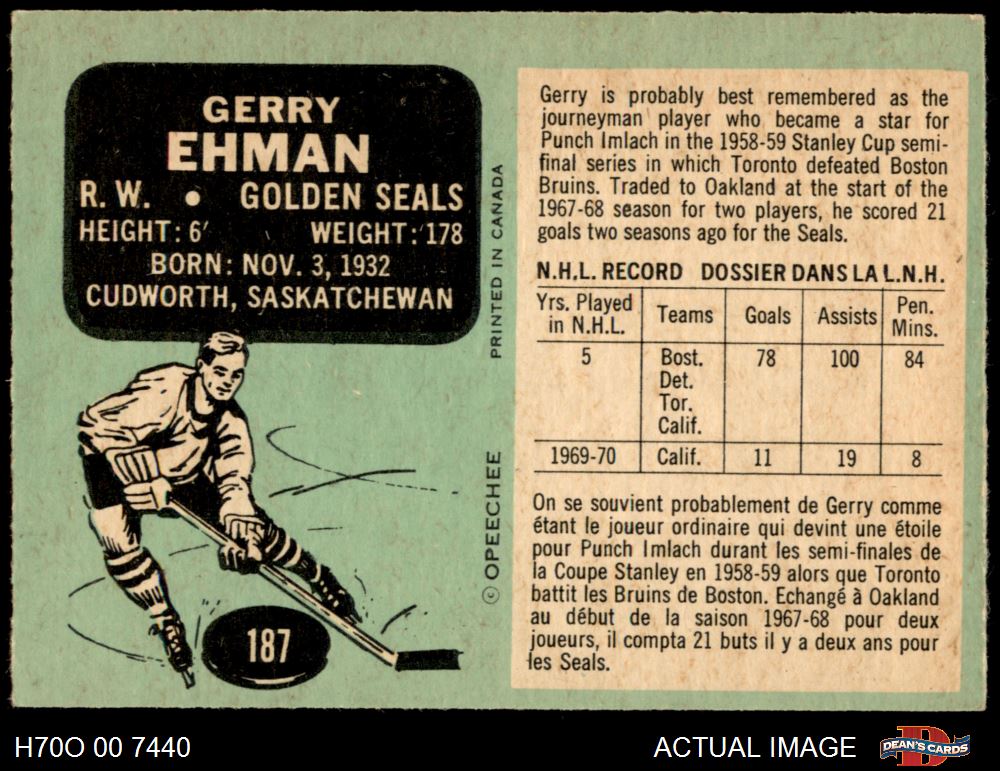 GERRY
EHMAN
R. W. • GOLDEN SEALS
HEIGHT: 6' WEIGHT: 178
BORN: NOV. 3, 1932
CUDWORTH, SASKATCHEWAN
187
© OPEECHEE PRINTED IN CANADA
Gerry is probably best remembered as the
journeyman player who became a star for
Punch Imlach in the 1958-59 Stanley Cup semi-
final series in which Toronto defeated Boston
Bruins. Traded to Oakland at the start of the
1967-68 season for two players, he scored 21
goals two seasons ago for the Seals.
N.H.L. RECORD DOSSIER DANS LA L.N.H.
Yrs. Played Teams Goals Assists Pen.
in N.H.L. Mins.
5 Bost. 78 100 84
Det.
Tor.
Calif.
1969-70 Calif. 11 19 8
On se souvient probablement de Gerry comme
étant le joueur ordinaire qui devint une étoile
pour Punch Imlach durant les semi-finales de
la Coupe Stanley en 1958-59 alors que Toronto
battit les Bruins de Boston. Echangé à Oakland
au début de la saison 1967-68 pour deux
joueurs, il compta 21 buts il y a deux ans pour
les Seals.
H70O 00 7440
ACTUAL IMAGE
DEAN'S CARDS